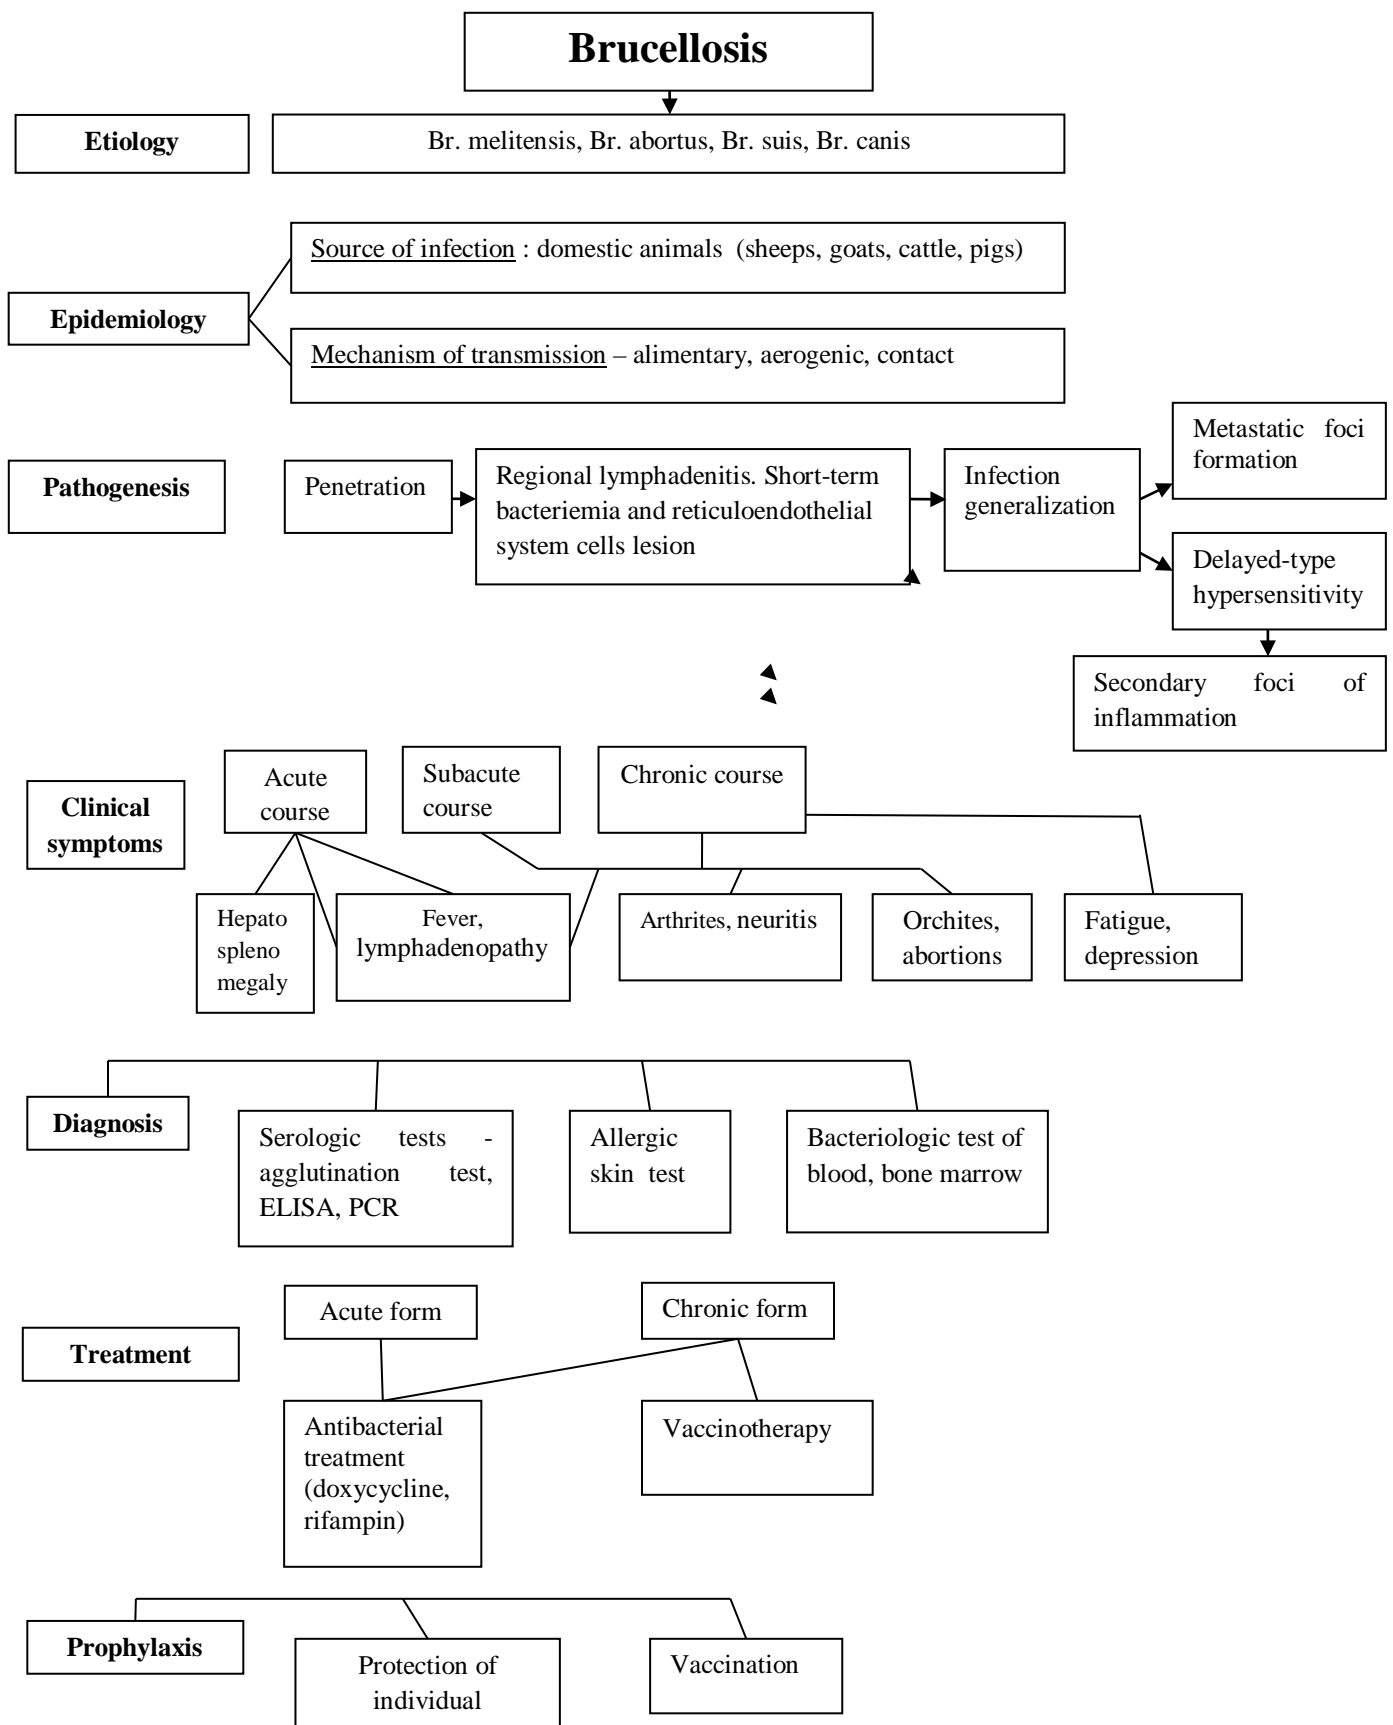 Brucellosis
Etiology
Br. melitensis, Br. abortus, Br. suis, Br. canis
Source of infection : domestic animals (sheeps, goats, cattle, pigs)
Epidemiology
Mechanism of transmission – alimentary, aerogenic, contact
Pathogenesis
Penetration
Regional lymphadenitis. Short-term
bacteriemia and reticuloendothelial
system cells lesion
Infection
generalization
Metastatic foci
formation
Delayed-type
hypersensitivity
Secondary foci of
inflammation
Clinical
symptoms
Acute
course
Subacute
course
Chronic course
Hepato
spleno
megaly
Fever,
lymphadenopathy
Arthrites, neuritis
Orchites,
abortions
Fatigue,
depression
Diagnosis
Serologic tests -
agglutination test,
ELISA, PCR
Allergic
skin test
Bacteriologic test of
blood, bone marrow
Treatment
Acute form
Chronic form
Antibacterial
treatment
(doxycycline,
rifampin)
Vaccinotherapy
Prophylaxis
Protection of
individual
Vaccination